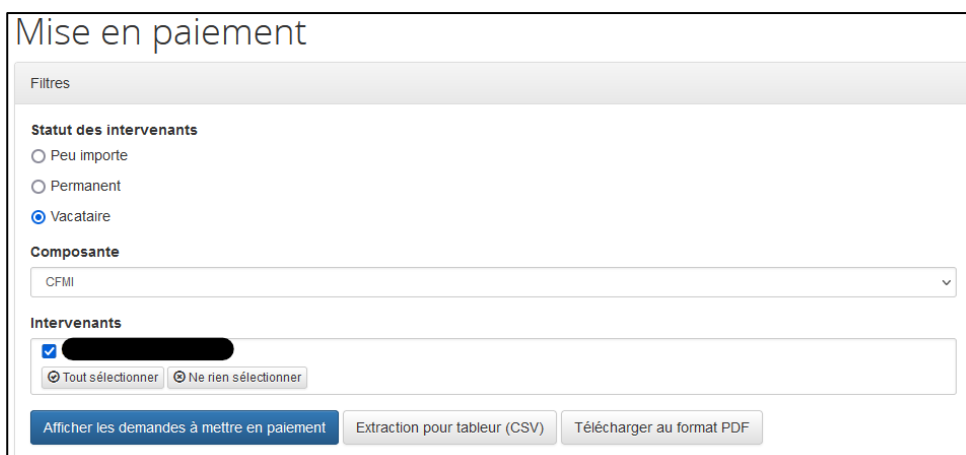 Mise en paiement
Filtres
Statut des intervenants
Peu importe
Permanent
Vacataire
Composante
CFMI
Intervenants
Tout sélectionner Ne rien sélectionner
Afficher les demandes à mettre en paiement Extraction pour tableur (CSV) Télécharger au format PDF